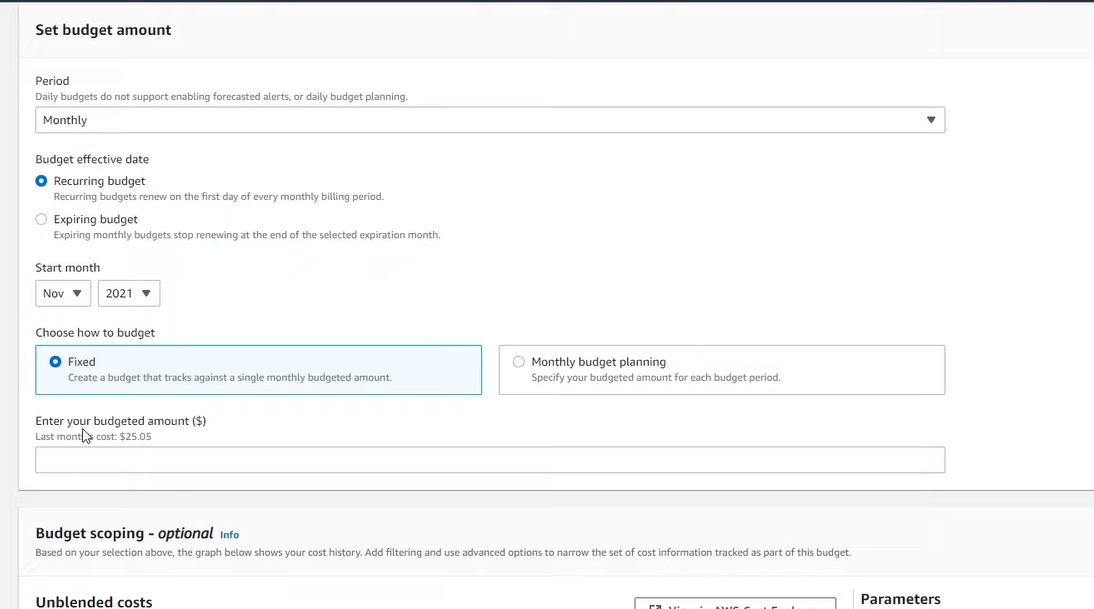 Set budget amount
Period
Daily budgets do not support enabling forecasted alerts, or daily budget planning.
Monthly
Budget effective date
Recurring budget
Recurring budgets renew on the first day of every monthly billing period.
Expiring budget
Expiring monthly budgets stop renewing at the end of the selected expiration month.
Start month
Nov 2021
Choose how to budget
Fixed
Create a budget that tracks against a single monthly budgeted amount.
Monthly budget planning
Specify your budgeted amount for each budget period.
Enter your budgeted amount ($)
Last month's cost: $25.05
Budget scoping - optional Info
Based on your selection above, the graph below shows your cost history. Add filtering and use advanced options to narrow the set of cost information tracked as part of this budget.
Unblended costs
View in AWS Cost Explorer
Parameters